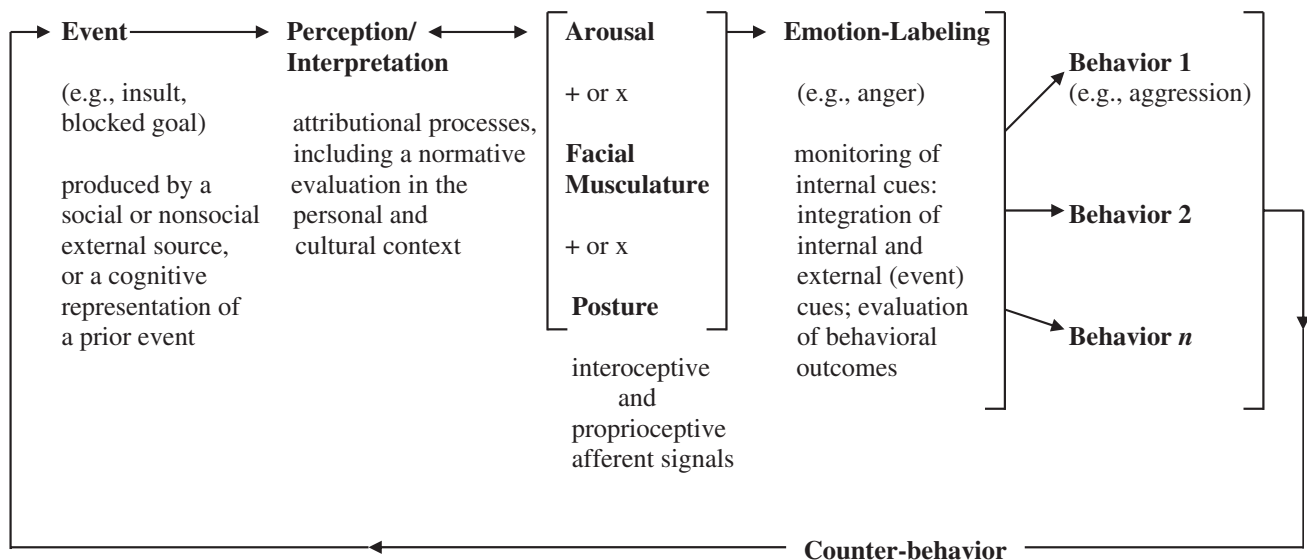 Event
(e.g., insult,
blocked goal)
produced by a
social or nonsocial
external source,
or a cognitive
representation of
a prior event
Perception/
Interpretation
attributional processes,
including a normative
evaluation in the
personal and
cultural context
Arousal
+ or x
Facial
Musculature
+ or x
Posture
interoceptive
and
proprioceptive
afferent signals
Emotion-Labeling
(e.g., anger)
monitoring of
internal cues:
integration of
internal and
external (event)
cues; evaluation
of behavioral
outcomes
Behavior 1
(e.g., aggression)
Behavior 2
Behavior n
Counter-behavior